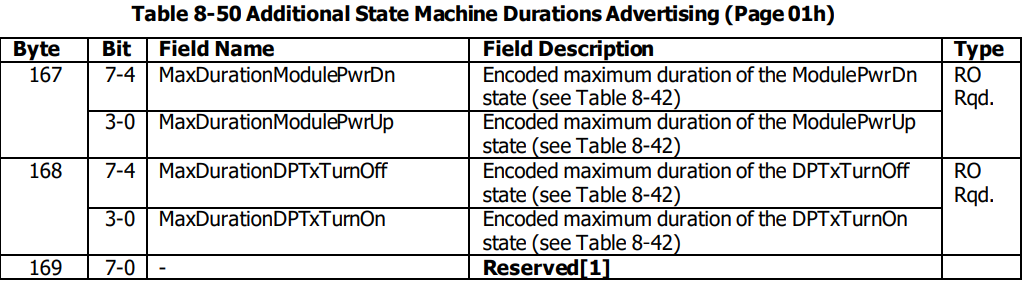 Table 8-50 Additional State Machine Durations Advertising (Page 01h)
Byte Bit Field Name Field Description Type
167 7-4 MaxDurationModulePwrDn Encoded maximum duration of the ModulePwrDn RO
state (see Table 8-42) Rqd.
3-0 MaxDurationModulePwrUp Encoded maximum duration of the ModulePwrUp
state (see Table 8-42)
168 7-4 MaxDurationDPTxTurnOff Encoded maximum duration of the DPTxTurnOff RO
state (see Table 8-42) Rqd.
3-0 MaxDurationDPTxTurnOn Encoded maximum duration of the DPTxTurnOn
state (see Table 8-42)
169 7-0 - Reserved[1]